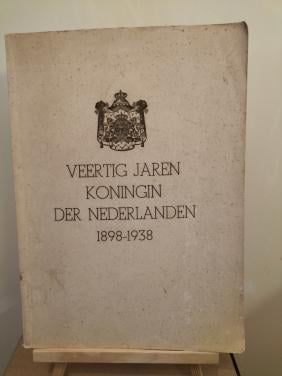 VEERTIG JAREN
KONINGIN
DER NEDERLANDEN
1898-1938